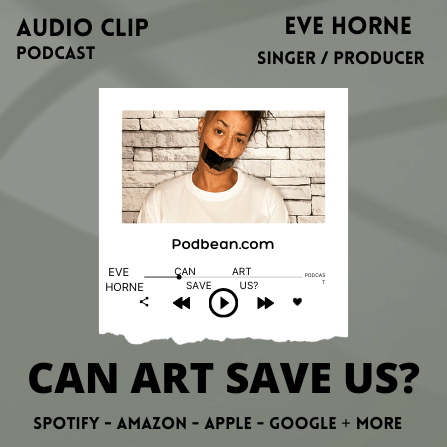 AUDIO CLIP
PODCAST
EVE HORNE
SINGER / PRODUCER
Podbean.com
EVE HORNE
CAN ART
SAVE US?
PODCAS
T
CAN ART SAVE US?
SPOTIFY - AMAZON - APPLE - GOOGLE + MORE